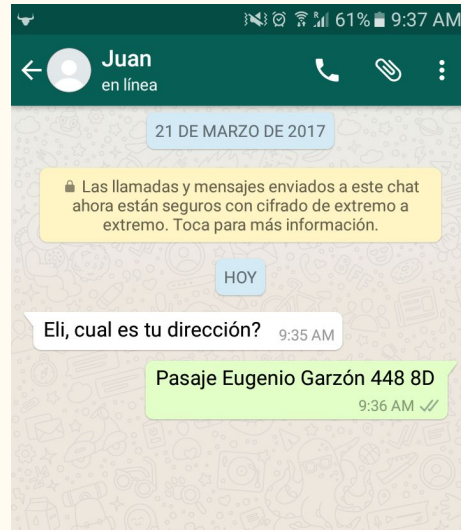 61% 9:37 AM
Juan
en línea
21 DE MARZO DE 2017
Las llamadas y mensajes enviados a este chat
ahora están seguros con cifrado de extremo a
extremo. Toca para más información.
HOY
Eli, cual es tu dirección? 9:35 AM
Pasaje Eugenio Garzón 448 8D
9:36 AM